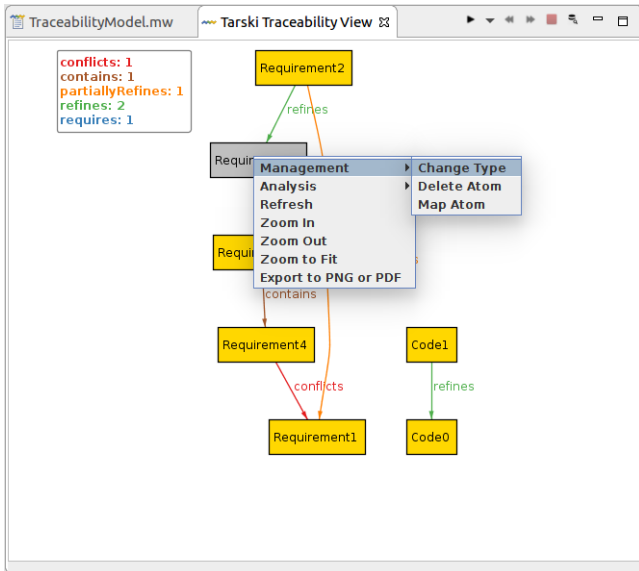 TraceabilityModel.mw
Tarski Traceability View
conflicts: 1
contains: 1
partiallyRefines: 1
refines: 2
requires: 1
Requirement2
refines
Management
Change Type
Analysis
Delete Atom
Refresh
Map Atom
Zoom In
Zoom Out
Zoom to Fit
Export to PNG or PDF
contains
Requirement4
Code1
conflicts
refines
Requirement1
Code0